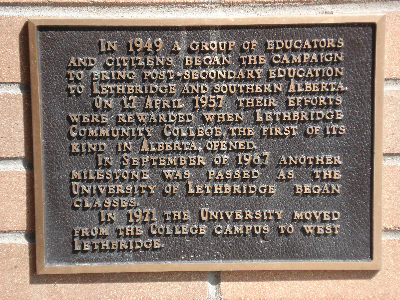 In 1949 a group of educators
and citizens began the campaign
to bring post-secondary education
to Lethbridge and southern Alberta.
On 17 April 1957 their efforts
were rewarded when Lethbridge
Community College, the first of its
kind in Alberta, opened.
In September of 1967 another
milestone was passed as the
University of Lethbridge began
classes.
In 1971 the University moved
from the College campus to west
Lethbridge.